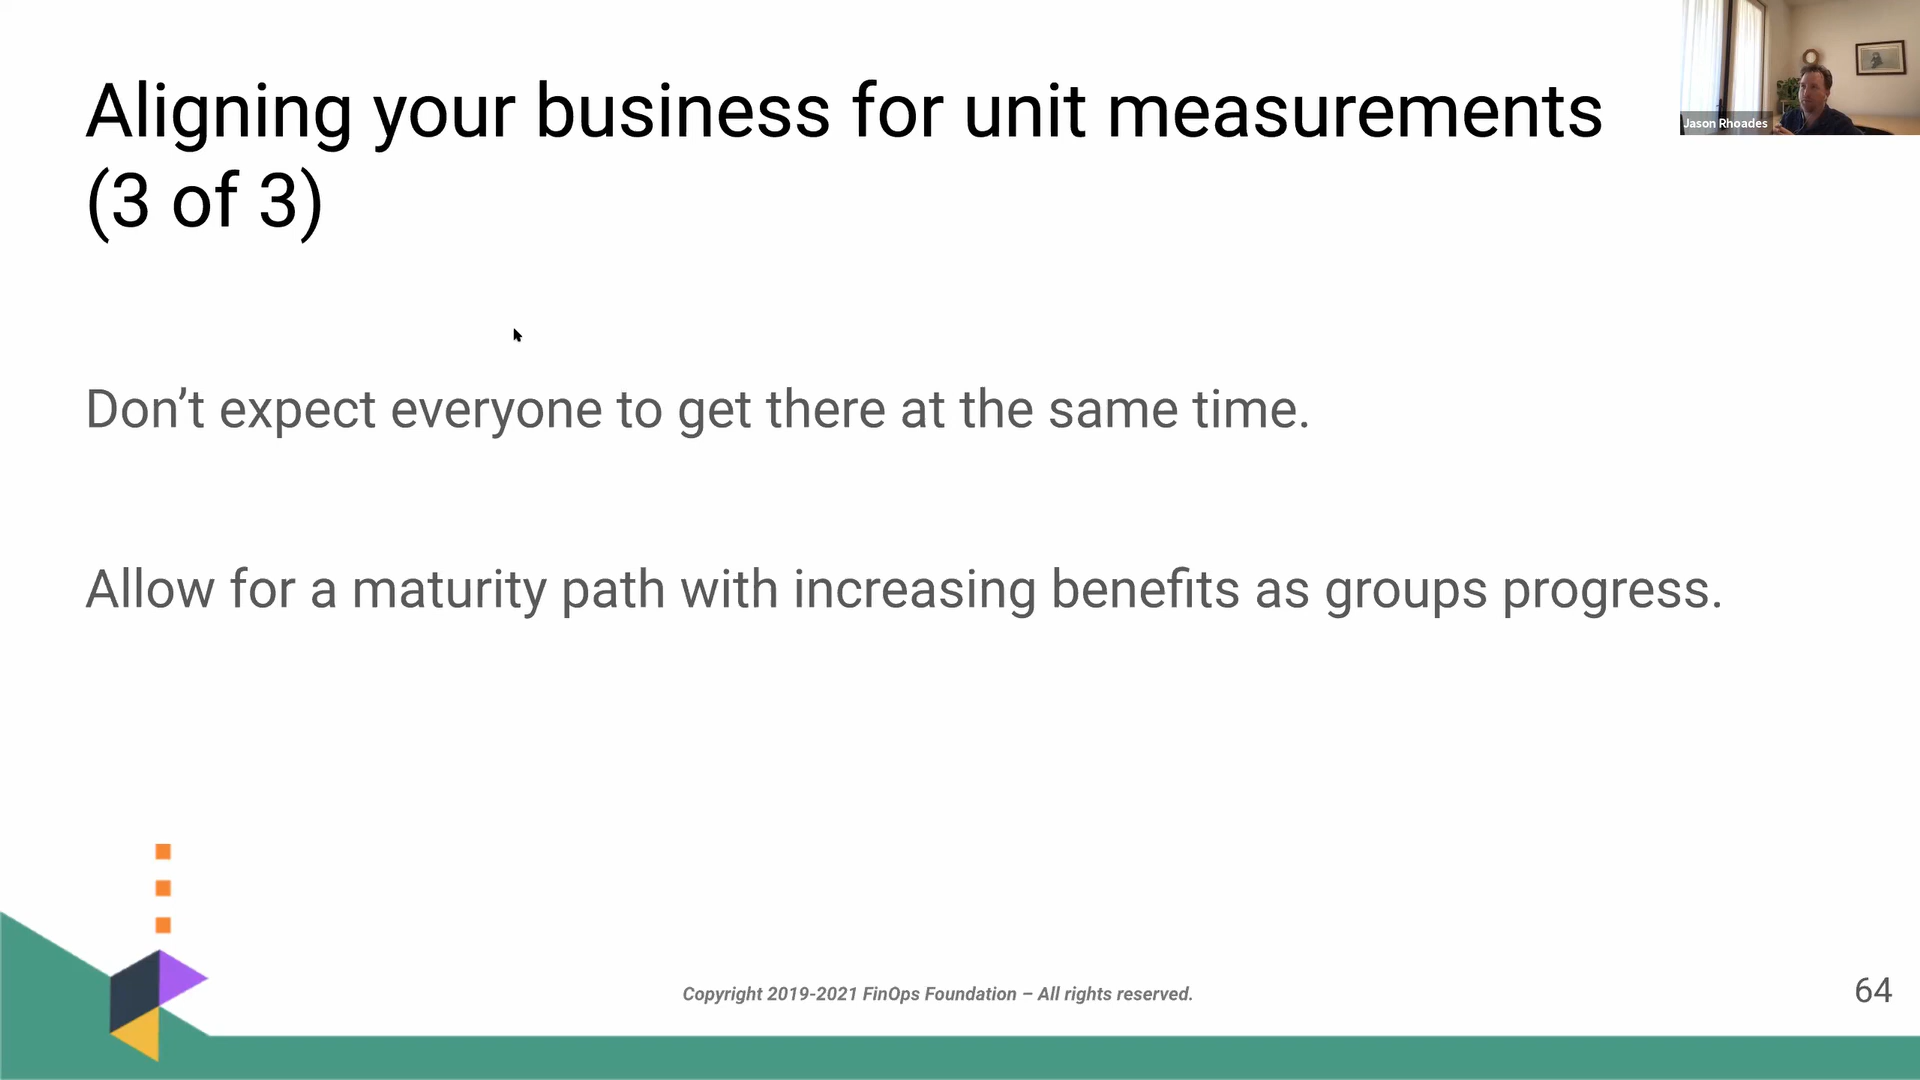 Aligning your business for unit measurements
(3 of 3)
Jason Rhoades
Don’t expect everyone to get there at the same time.
Allow for a maturity path with increasing benefits as groups progress.
Copyright 2019-2021 FinOps Foundation – All rights reserved.
64